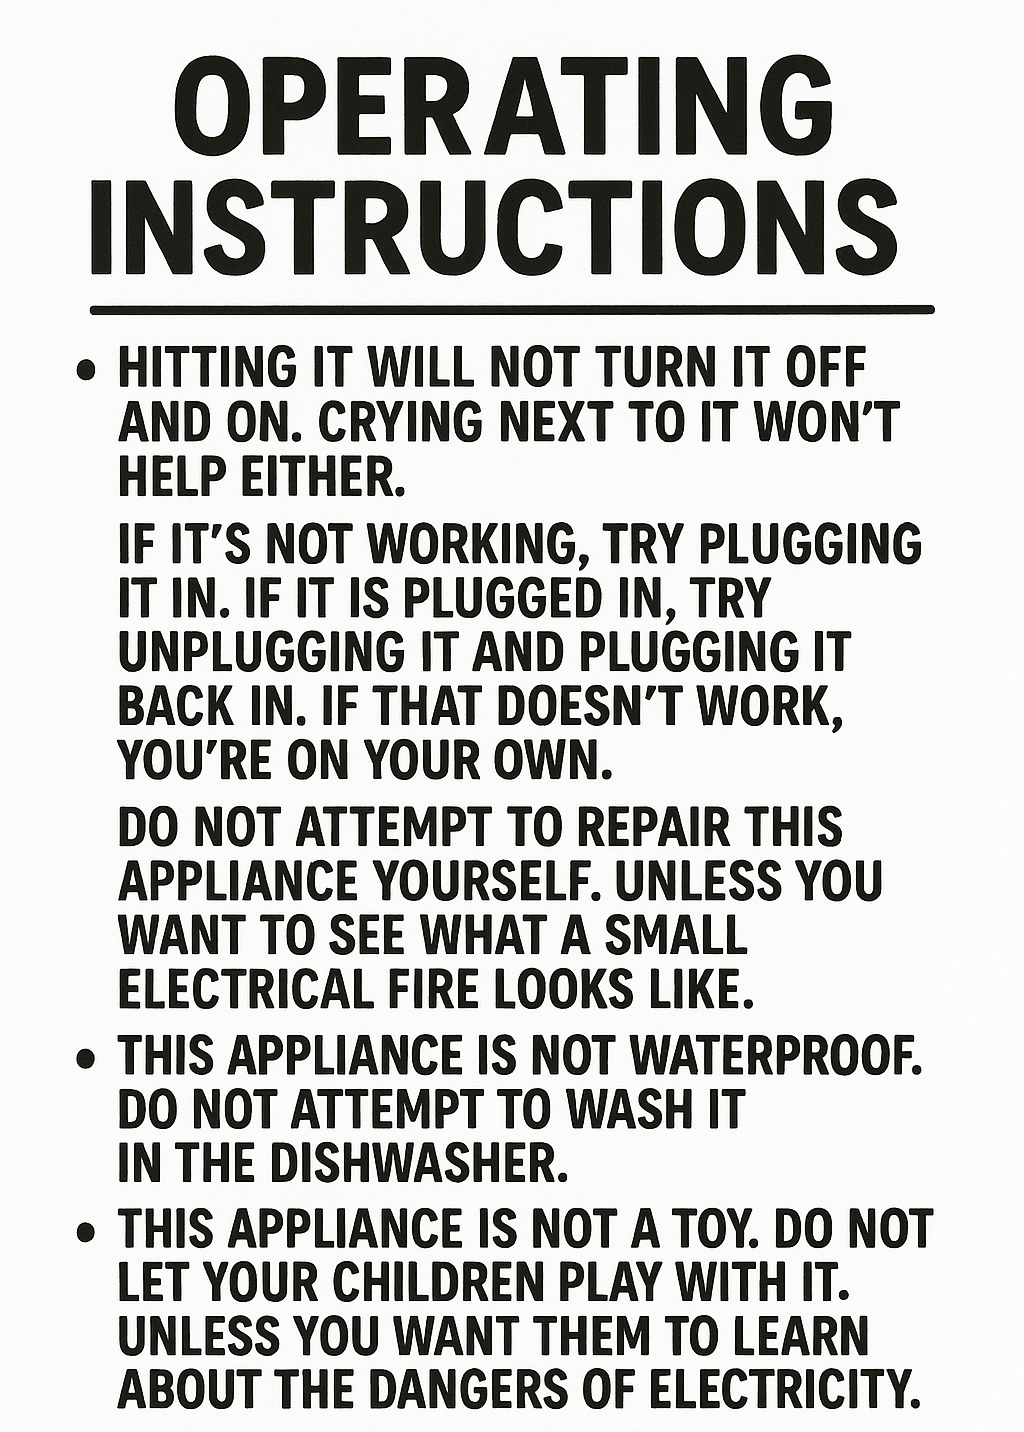 OPERATING
INSTRUCTIONS
• HITTING IT WILL NOT TURN IT OFF
AND ON. CRYING NEXT TO IT WON'T
HELP EITHER.
IF IT'S NOT WORKING, TRY PLUGGING
IT IN. IF IT IS PLUGGED IN, TRY
UNPLUGGING IT AND PLUGGING IT
BACK IN. IF THAT DOESN'T WORK,
YOU'RE ON YOUR OWN.
DO NOT ATTEMPT TO REPAIR THIS
APPLIANCE YOURSELF. UNLESS YOU
WANT TO SEE WHAT A SMALL
ELECTRICAL FIRE LOOKS LIKE.
• THIS APPLIANCE IS NOT WATERPROOF.
DO NOT ATTEMPT TO WASH IT
IN THE DISHWASHER.
• THIS APPLIANCE IS NOT A TOY. DO NOT
LET YOUR CHILDREN PLAY WITH IT.
UNLESS YOU WANT THEM TO LEARN
ABOUT THE DANGERS OF ELECTRICITY.